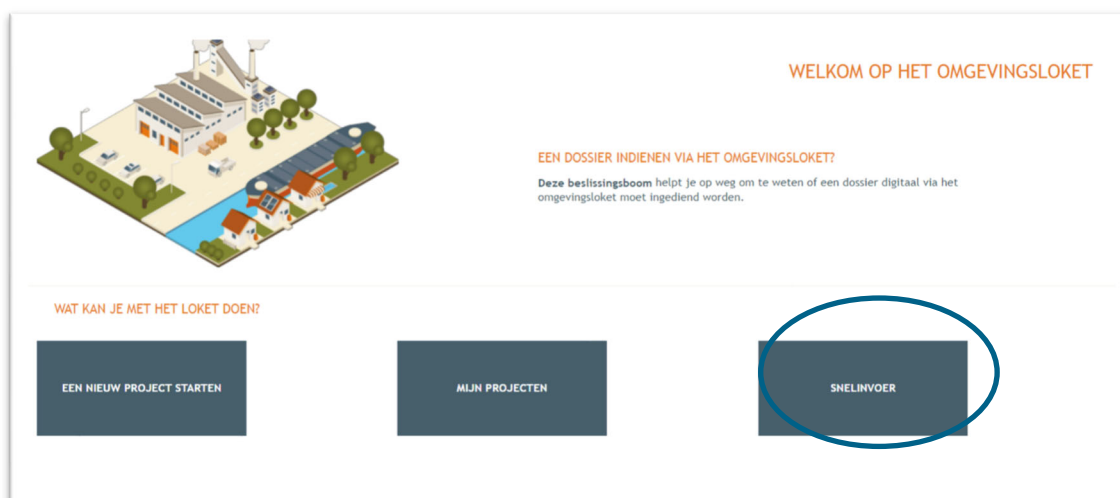 WELKOM OP HET OMGEVINGSLOKET
EEN DOSSIER INDIENEN VIA HET OMGEVINGSLOKET?
Deze beslissingsboom helpt je op weg om te weten of een dossier digitaal via het
omgevingsloket moet ingediend worden.
WAT KAN JE MET HET LOKET DOEN?
EEN NIEUW PROJECT STARTEN
MIJN PROJECTEN
SNELINVOER